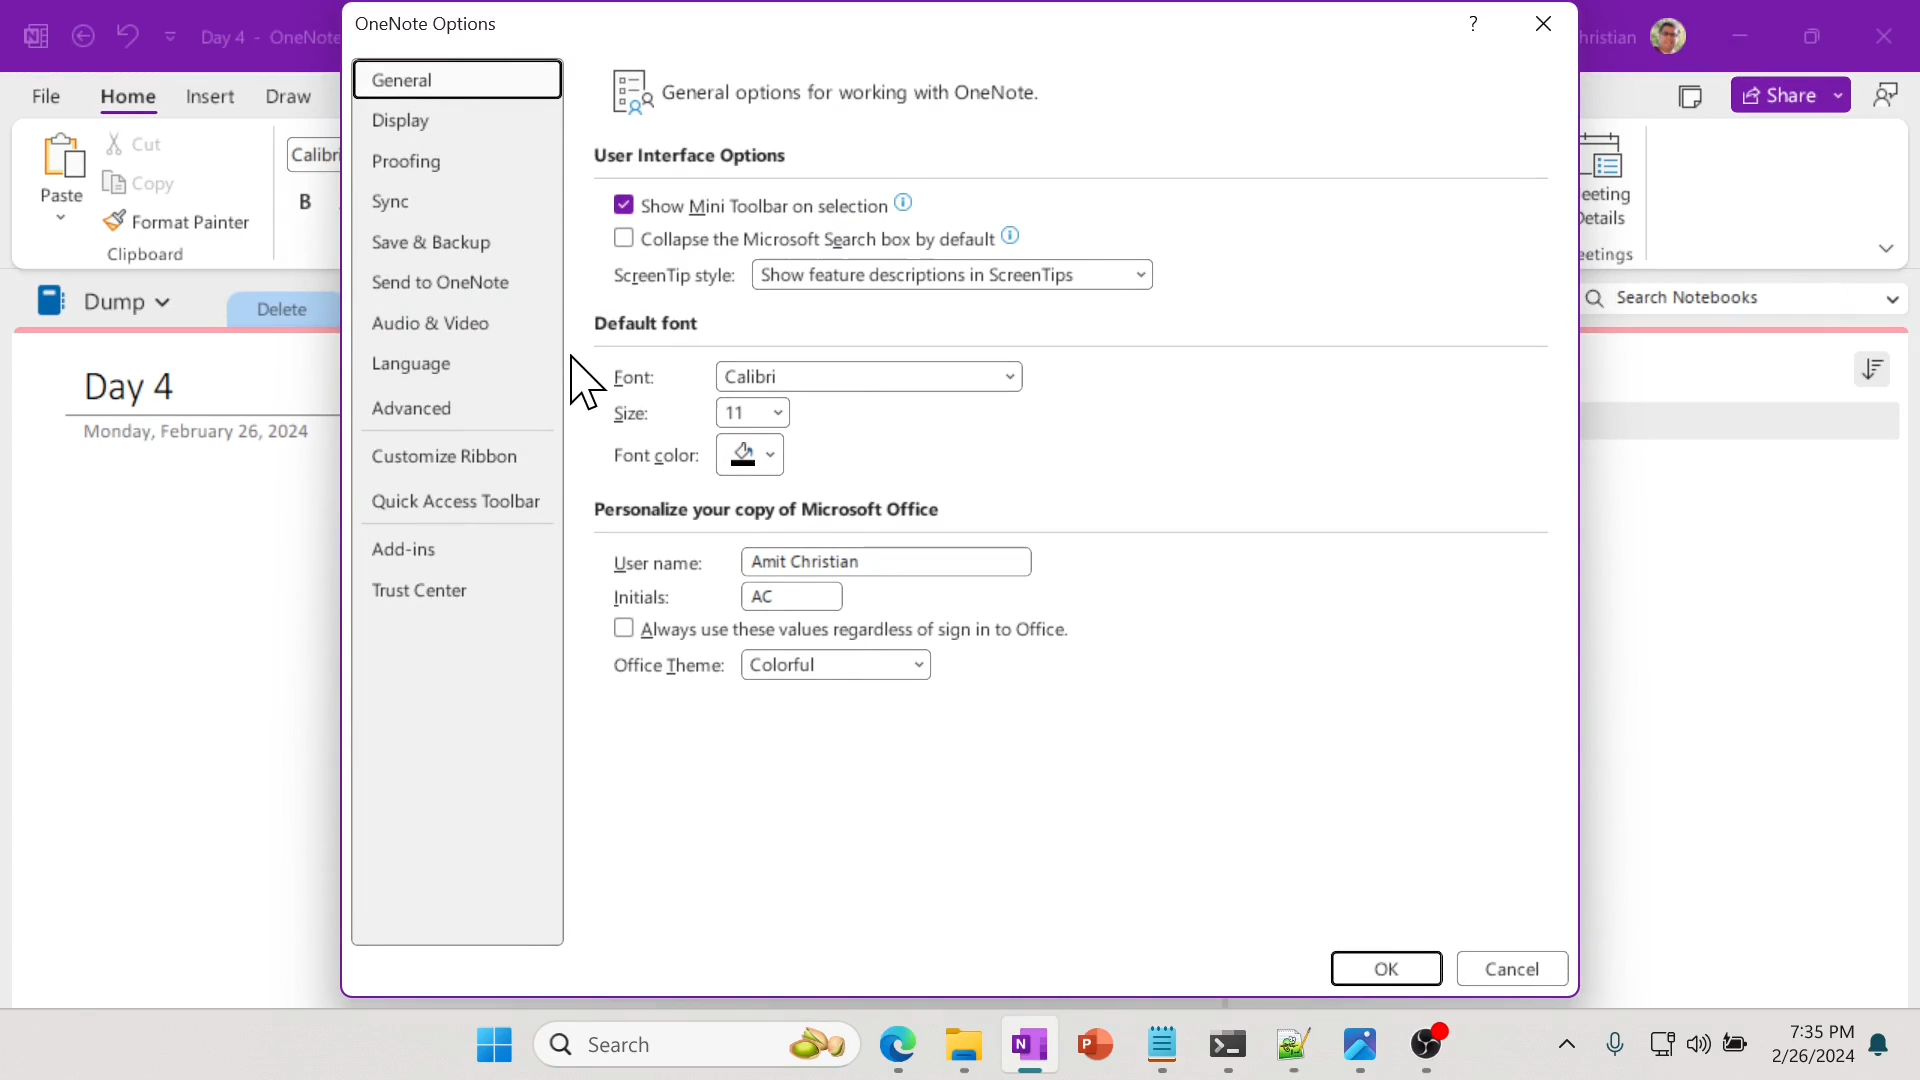 Day 4 - OneNote
OneNote Options
?
hristian
File
Home
Insert
Draw
Share
Paste
Cut
Copy
Format Painter
Clipboard
Calibri
B
eeting
Details
eetings
Dump
Delete
Search Notebooks
Day 4
Monday, February 26, 2024
General
Display
Proofing
Sync
Save & Backup
Send to OneNote
Audio & Video
Language
Advanced
Customize Ribbon
Quick Access Toolbar
Add-ins
Trust Center
General options for working with OneNote.
User Interface Options
Show Mini Toolbar on selection
Collapse the Microsoft Search box by default
ScreenTip style: Show feature descriptions in ScreenTips
Default font
Font: Calibri
Size: 11
Font color:
Personalize your copy of Microsoft Office
User name: Amit Christian
Initials: AC
Always use these values regardless of sign in to Office.
Office Theme: Colorful
OK
Cancel
Search
7:35 PM
2/26/2024